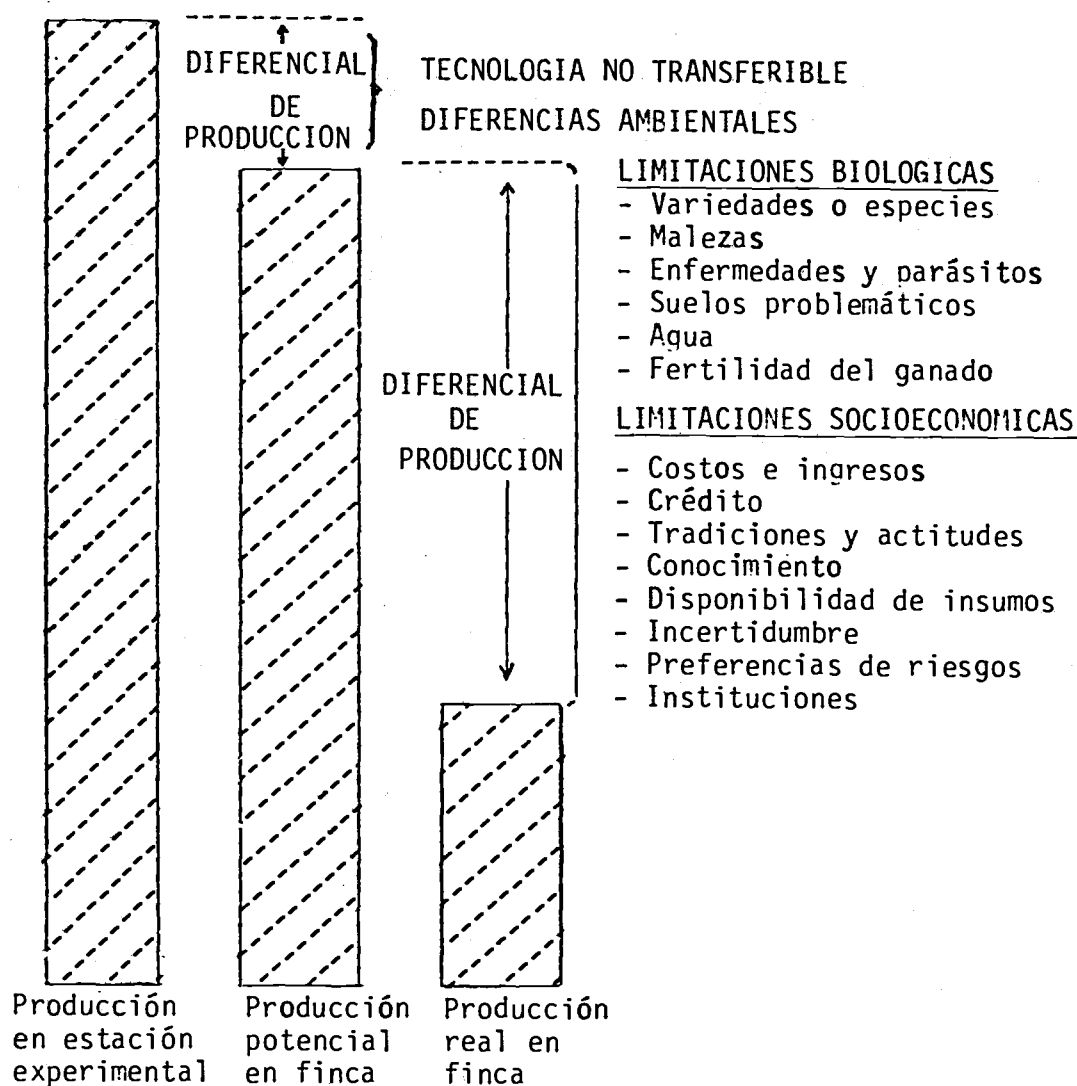 DIFERENCIAL
DE
PRODUCCION
TECNOLOGIA NO TRANSFERIBLE
DIFERENCIAS AMBIENTALES
LIMITACIONES BIOLOGICAS
- Variedades o especies
- Malezas
- Enfermedades y parásitos
- Suelos problemáticos
- Agua
- Fertilidad del ganado
DIFERENCIAL
DE
PRODUCCION
LIMITACIONES SOCIOECONOMICAS
- Costos e ingresos
- Crédito
- Tradiciones y actitudes
- Conocimiento
- Disponibilidad de insumos
- Incertidumbre
- Preferencias de riesgos
- Instituciones
Producción
en estación
experimental
Producción
potencial
en finca
Producción
real en
finca